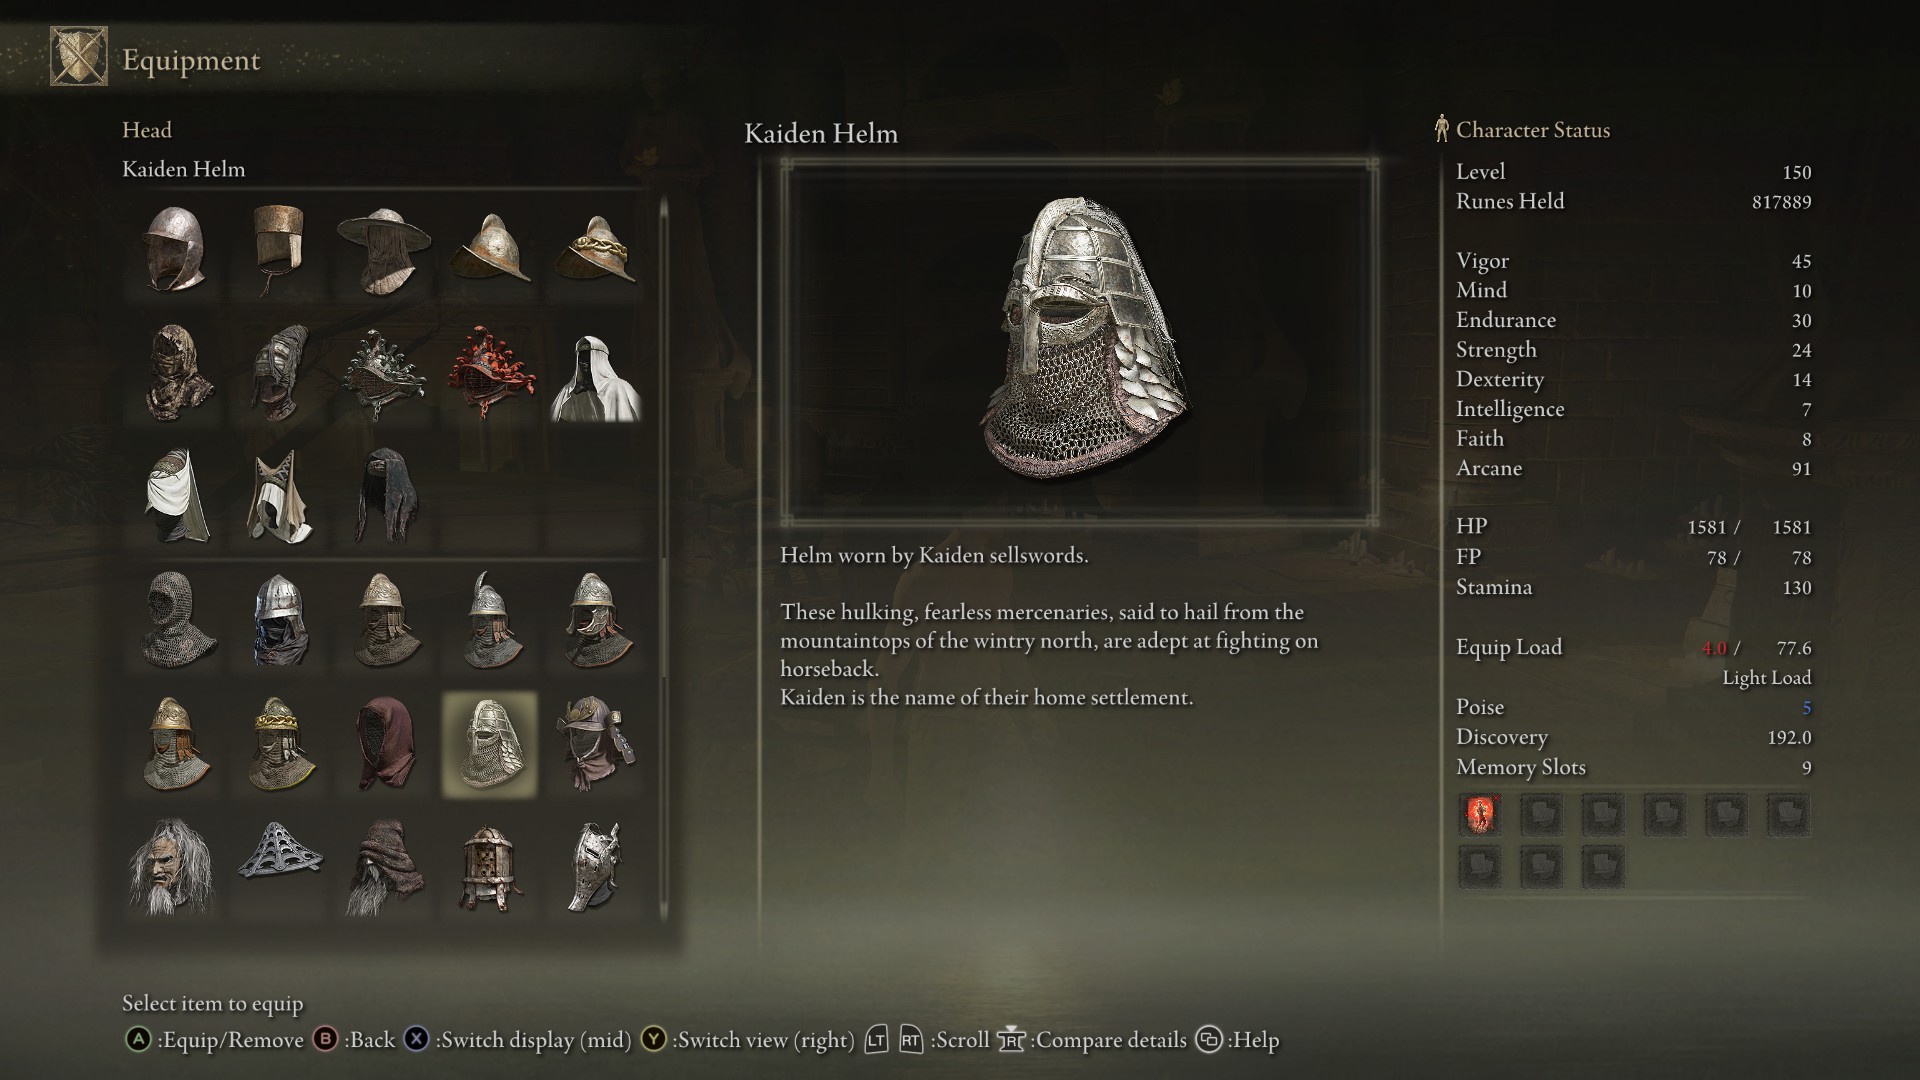 Equipment
Head
Kaiden Helm
Kaiden Helm
Helm worn by Kaiden sellswords.
These hulking, fearless mercenaries, said to hail from the
mountaintops of the wintry north, are adept at fighting on
horseback.
Kaiden is the name of their home settlement.
Character Status
Level 150
Runes Held 817889
Vigor 45
Mind 10
Endurance 30
Strength 24
Dexterity 14
Intelligence 7
Faith 8
Arcane 91
HP 1581 / 1581
FP 78 / 78
Stamina 130
Equip Load 4.0 / 77.6
Light Load
Poise 5
Discovery 192.0
Memory Slots 9
Select item to equip
A :Equip/Remove B :Back X :Switch display (mid) Y :Switch view (right) LT RT :Scroll R :Compare details :Help